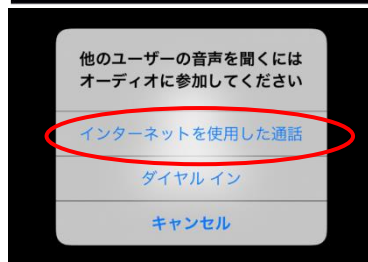 他のユーザーの音声を聞くには
オーディオに参加してください
インターネットを使用した通話
ダイヤル イン
キャンセル